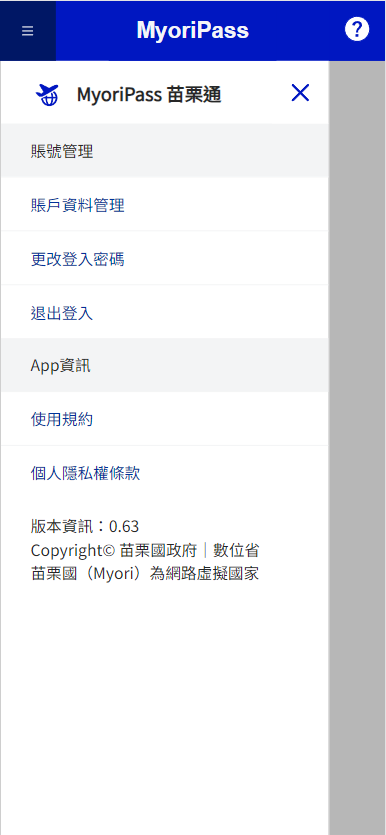 MyoriPass
MyoriPass 苗栗通
賬號管理
賬戶資料管理
更改登入密碼
退出登入
App資訊
使用規約
個人隱私權條款
版本資訊：0.63
Copyright© 苗栗國政府｜數位省
苗栗國（Myori）為網路虛擬國家